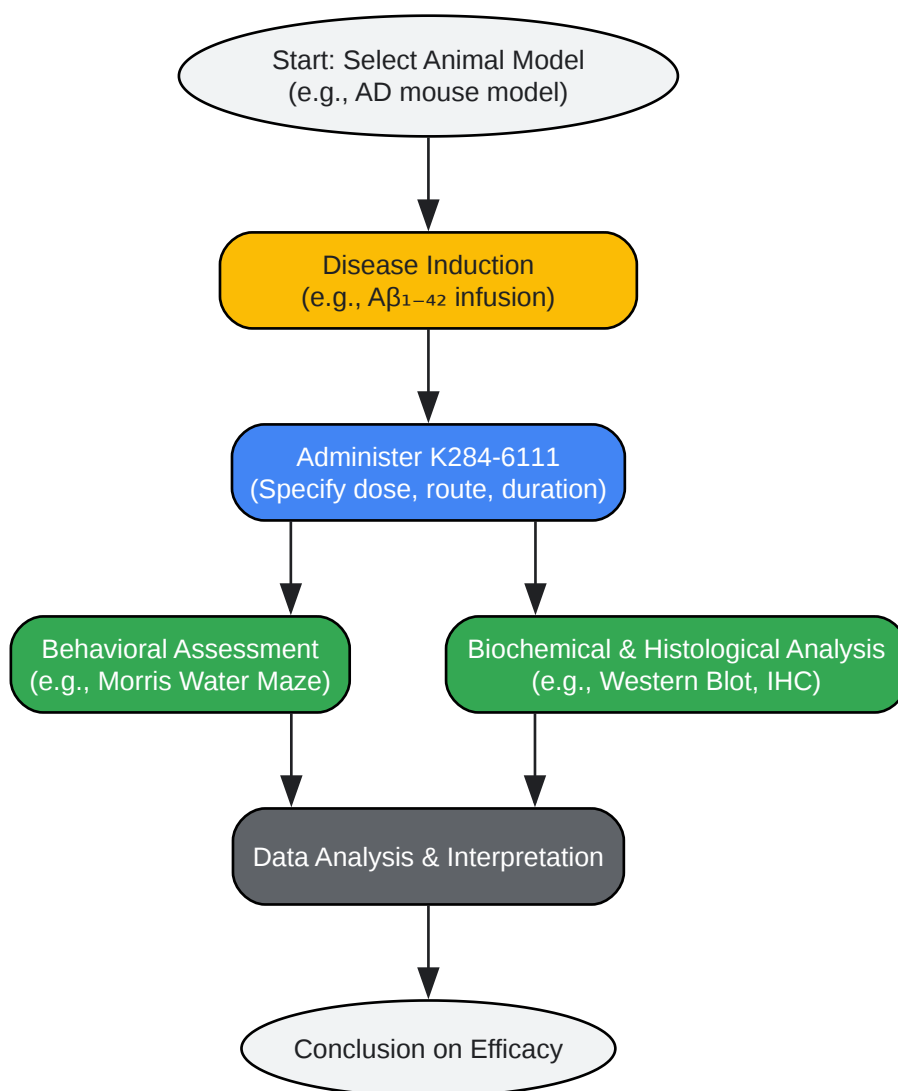 Start: Select Animal Model
(e.g., AD mouse model)
Disease Induction
(e.g., Aβ₁₋₄₂ infusion)
Administer K284-6111
(Specify dose, route, duration)
Behavioral Assessment
(e.g., Morris Water Maze)
Biochemical & Histological Analysis
(e.g., Western Blot, IHC)
Data Analysis & Interpretation
Conclusion on Efficacy